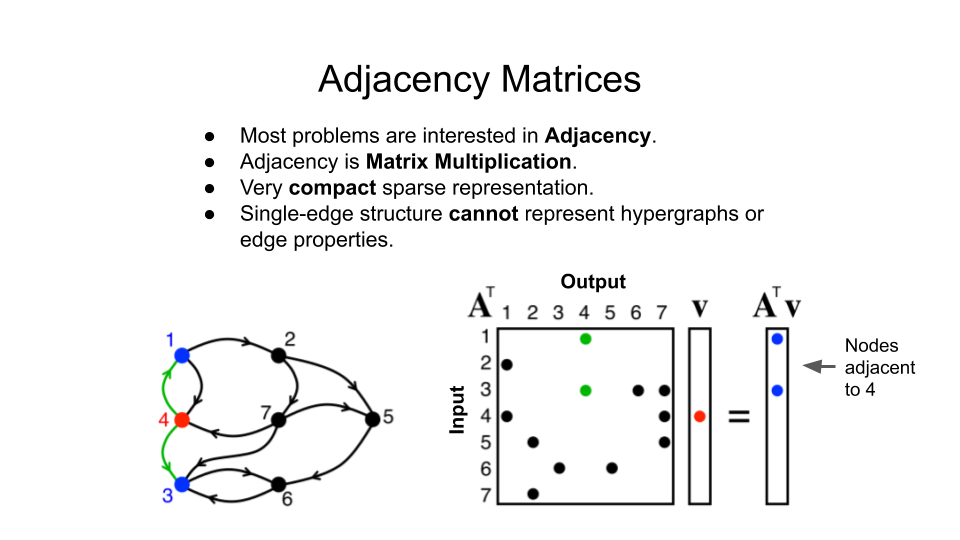 Adjacency Matrices
● Most problems are interested in Adjacency.
● Adjacency is Matrix Multiplication.
● Very compact sparse representation.
● Single-edge structure cannot represent hypergraphs or
edge properties.
Output
Aᵀ 1 2 3 4 5 6 7 v Aᵀv
1
2
3
4
5
6
7
Input
=
Nodes
adjacent
to 4
1
2
4
7
5
3
6